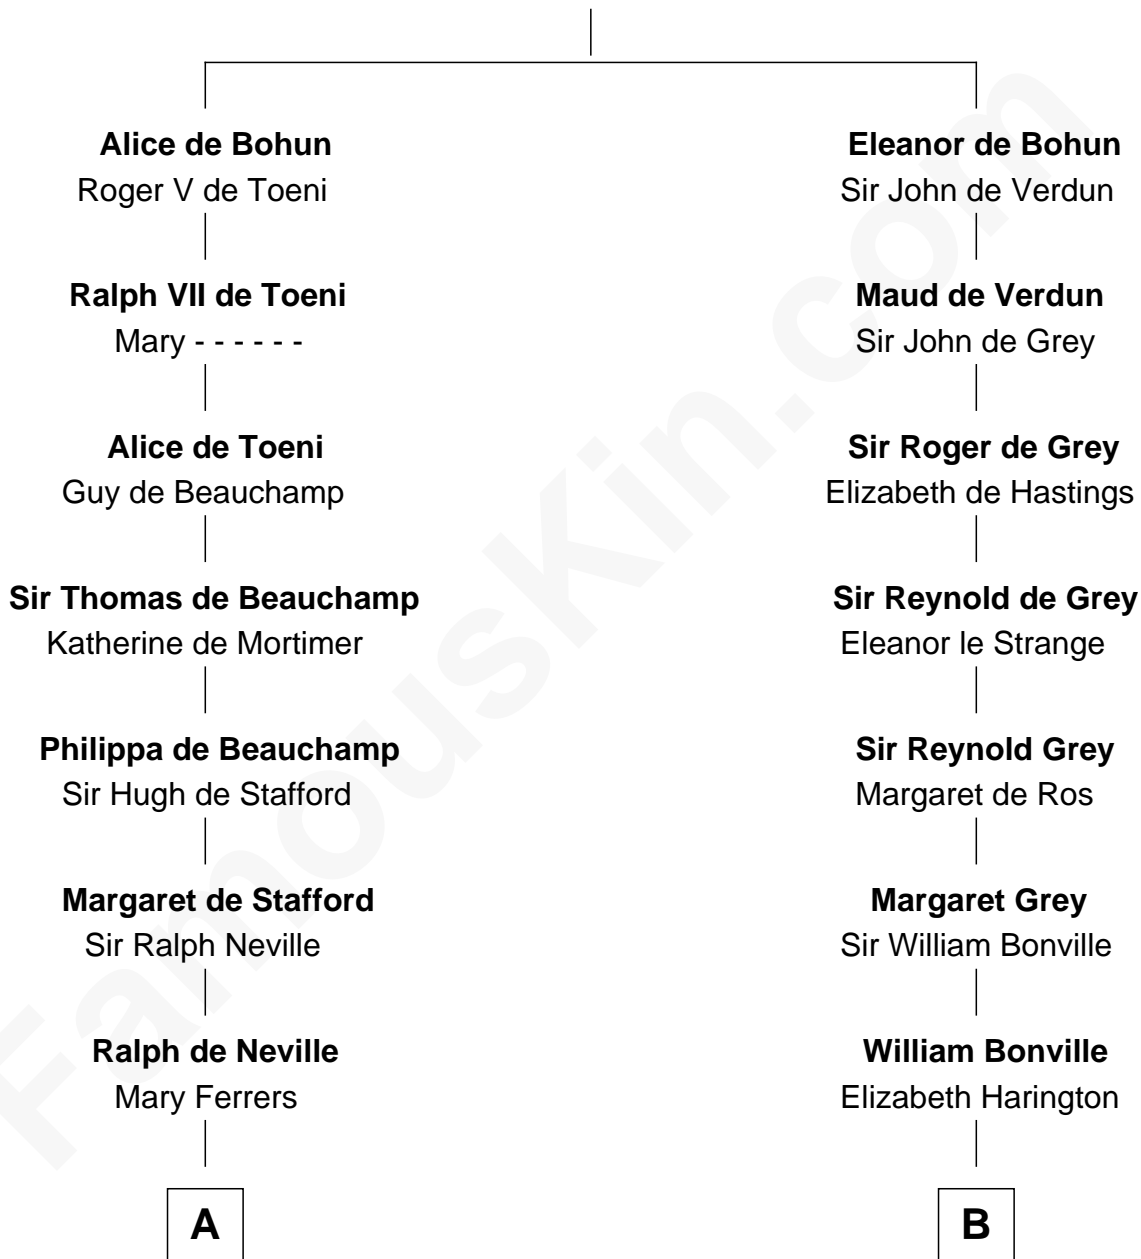 Alice de Bohun
Roger V de Toeni
Ralph VII de Toeni
Mary - - - - - -
Alice de Toeni
Guy de Beauchamp
Sir Thomas de Beauchamp
Katherine de Mortimer
Philippa de Beauchamp
Sir Hugh de Stafford
Margaret de Stafford
Sir Ralph Neville
Ralph de Neville
Mary Ferrers
A
Eleanor de Bohun
Sir John de Verdun
Maud de Verdun
Sir John de Grey
Sir Roger de Grey
Elizabeth de Hastings
Sir Reynold de Grey
Eleanor le Strange
Sir Reynold Grey
Margaret de Ros
Margaret Grey
Sir William Bonville
William Bonville
Elizabeth Harington
B
FamousKin.com